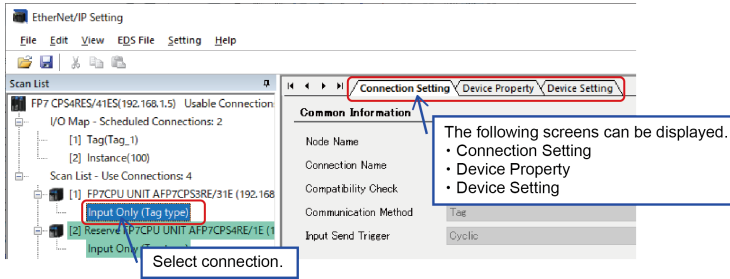 EtherNet/IP Setting
File Edit View EDS File Setting Help
Scan List
FP7 CPS4RES/41ES(192.168.1.5) Usable Connection
I/O Map - Scheduled Connections: 2
[1] Tag(Tag_1)
[2] Instance(100)
Scan List - Use Connections: 4
[1] FP7CPU UNIT AFP7CPS3RE/31E (192.168
Input Only (Tag type)
[2] Reserve FP7CPU UNIT AFP7CPS4RE/1E (1
Input Only
Select connection.
Connection Setting Device Property Device Setting
Common Information
Node Name
Connection Name
Compatibility Check
Communication Method Tag
Input Send Trigger Cyclic
The following screens can be displayed.
・Connection Setting
・Device Property
・Device Setting